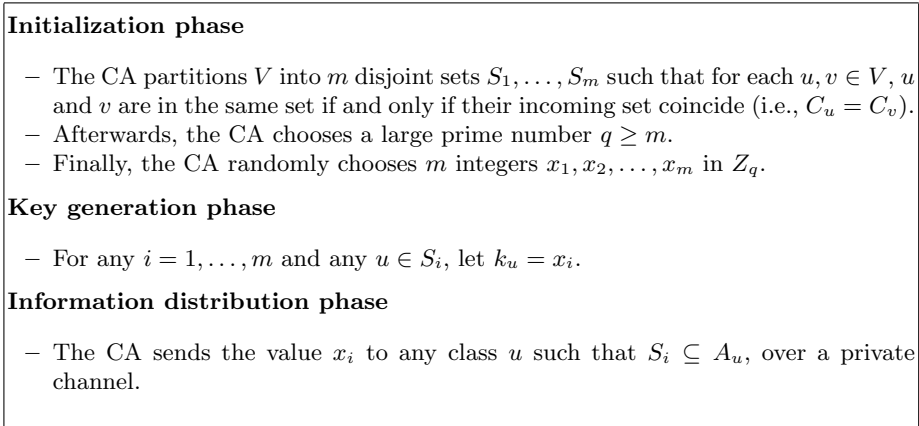 Initialization phase
– The CA partitions V into m disjoint sets S₁, . . . , Sₘ such that for each u, v ∈ V , u
and v are in the same set if and only if their incoming set coincide (i.e., Cᵤ = Cᵥ).
– Afterwards, the CA chooses a large prime number q ≥ m.
– Finally, the CA randomly chooses m integers x₁, x₂, . . . , xₘ in Z_q.
Key generation phase
– For any i = 1, . . . , m and any u ∈ Sᵢ, let kᵤ = xᵢ.
Information distribution phase
– The CA sends the value xᵢ to any class u such that Sᵢ ⊆ Aᵤ, over a private
channel.